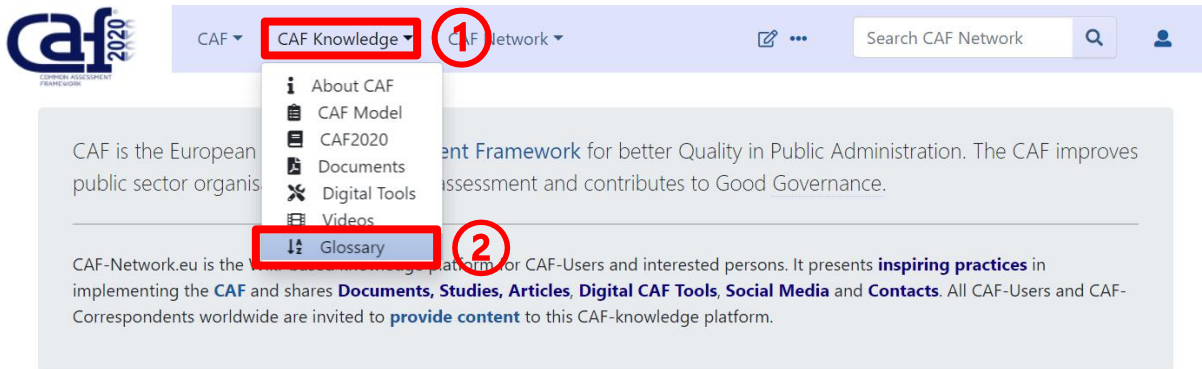 caf 2020
COMMON ASSESSMENT
FRAMEWORK
CAF CAF Knowledge 1 CAF Network Search CAF Network
About CAF
CAF Model
CAF2020
Documents
Digital Tools
Videos
Glossary 2
CAF is the European ent Framework for better Quality in Public Administration. The CAF improves
public sector organis assessment and contributes to Good Governance.
CAF-Network.eu is the platform for CAF-Users and interested persons. It presents inspiring practices in
implementing the CAF and shares Documents, Studies, Articles, Digital CAF Tools, Social Media and Contacts. All CAF-Users and CAF-
Correspondents worldwide are invited to provide content to this CAF-knowledge platform.